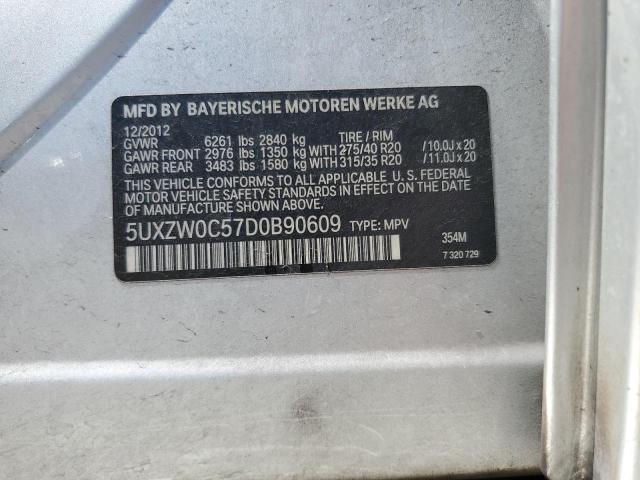 MFD BY BAYERISCHE MOTOREN WERKE AG
12/2012 TIRE / RIM
GVWR 6261 lbs 2840 kg
GAWR FRONT 2976 lbs 1350 kg WITH 275/40 R20 /10.0J x 20
GAWR REAR 3483 lbs 1580 kg WITH 315/35 R20 /11.0J x 20
THIS VEHICLE CONFORMS TO ALL APPLICABLE U. S. FEDERAL
MOTOR VEHICLE SAFETY STANDARDS IN EFFECT ON THE DATE OF
MANUFACTURE SHOWN ABOVE.
5UXZW0C57D0B90609 TYPE: MPV
354M
7 320 729